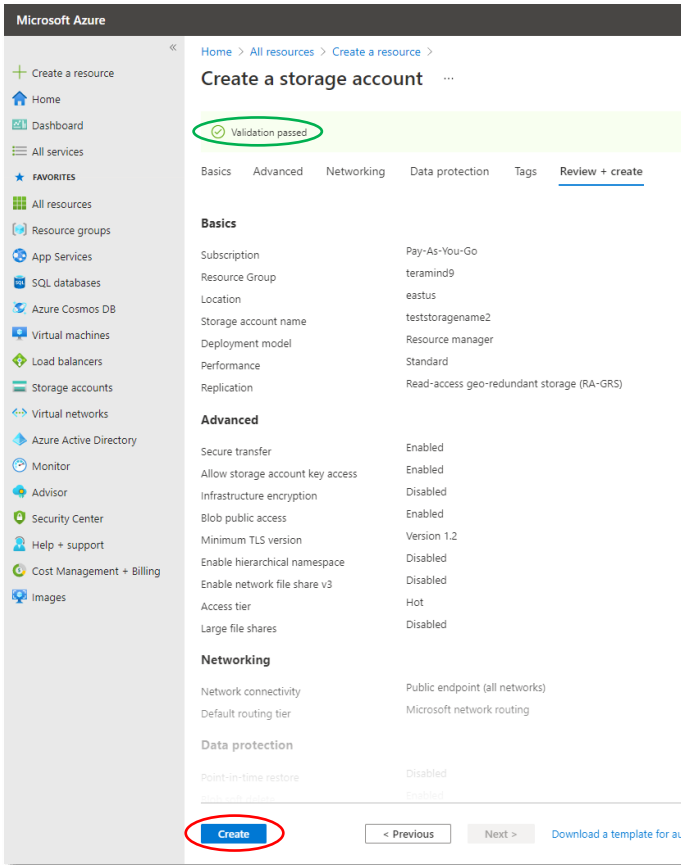 Microsoft Azure
«
Create a resource
Home
Dashboard
All services
FAVORITES
All resources
Resource groups
App Services
SQL databases
Azure Cosmos DB
Virtual machines
Load balancers
Storage accounts
Virtual networks
Azure Active Directory
Monitor
Advisor
Security Center
Help + support
Cost Management + Billing
Images
Home > All resources > Create a resource >
Create a storage account ...
Validation passed
Basics Advanced Networking Data protection Tags Review + create
Basics
Subscription Pay-As-You-Go
Resource Group teramind9
Location eastus
Storage account name teststoragename2
Deployment model Resource manager
Performance Standard
Replication Read-access geo-redundant storage (RA-GRS)
Advanced
Secure transfer Enabled
Allow storage account key access Enabled
Infrastructure encryption Disabled
Blob public access Enabled
Minimum TLS version Version 1.2
Enable hierarchical namespace Disabled
Enable network file share v3 Disabled
Access tier Hot
Large file shares Disabled
Networking
Network connectivity Public endpoint (all networks)
Default routing tier Microsoft network routing
Data protection
Point-in-time restore Disabled
Enabled
Create < Previous Next > Download a template for au